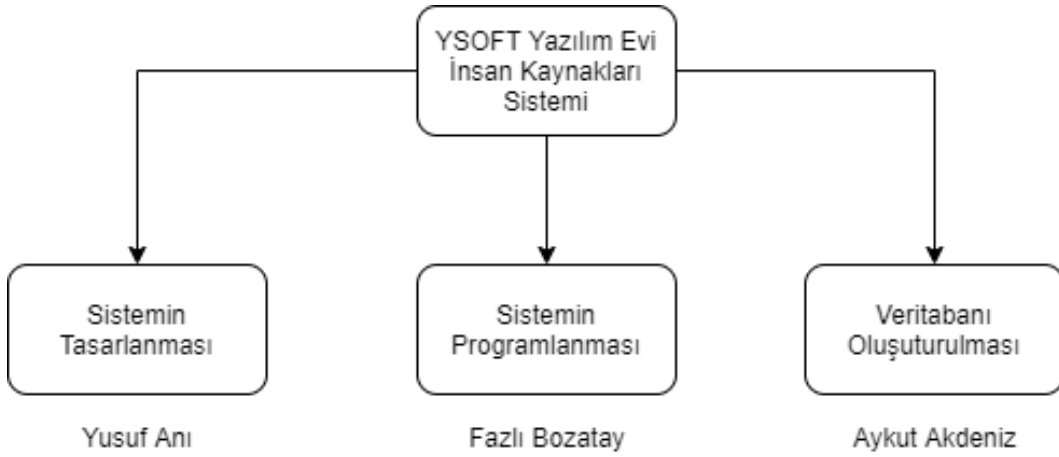 YSOFT Yazılım Evi
İnsan Kaynakları
Sistemi
Sistemin
Tasarlanması
Sistemin
Programlanması
Veritabanı
Oluşuturulması
Yusuf Anı
Fazlı Bozatay
Aykut Akdeniz